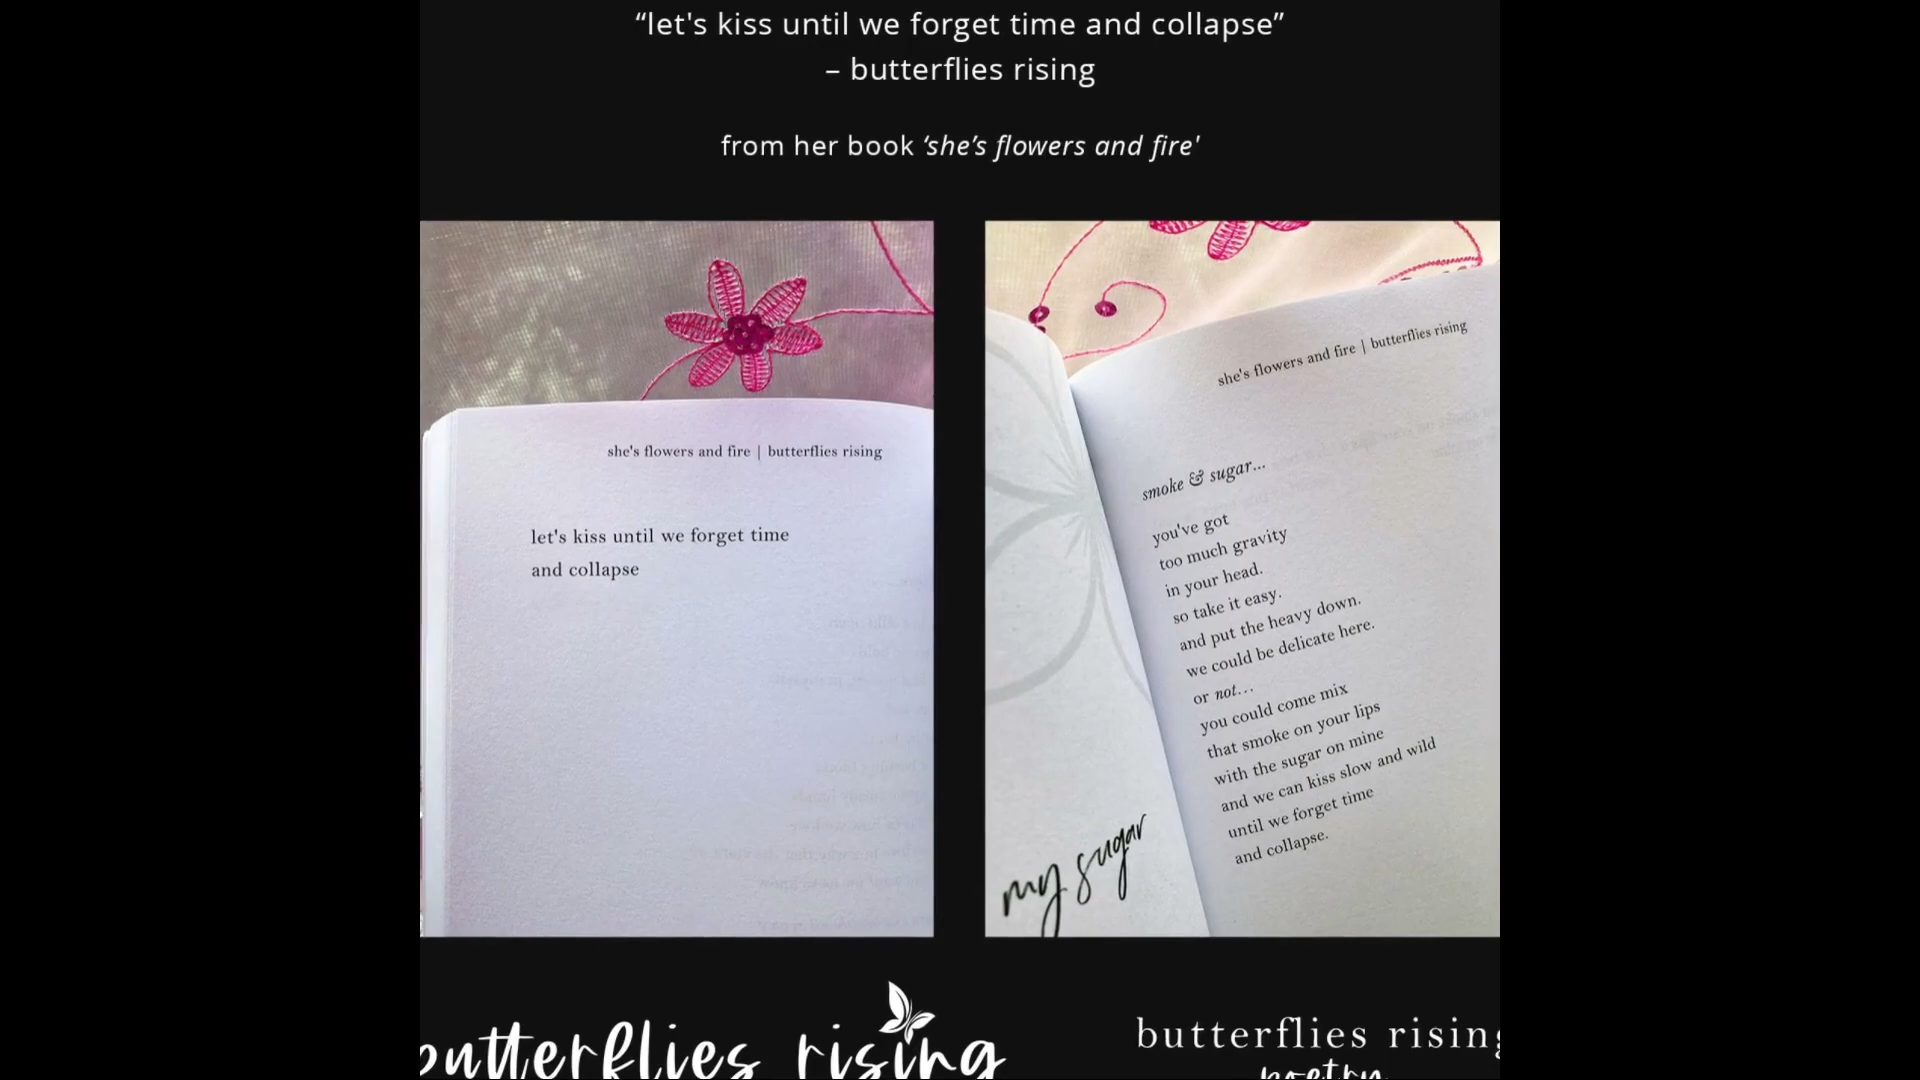 “let's kiss until we forget time and collapse”
– butterflies rising
from her book ‘she’s flowers and fire'
she's flowers and fire | butterflies rising
let's kiss until we forget time
and collapse
she's flowers and fire | butterflies rising
smoke & sugar...
you've got
too much gravity
in your head.
so take it easy.
and put the heavy down.
we could be delicate here.
or not...
you could come mix
that smoke on your lips
with the sugar on mine
and we can kiss slow and wild
until we forget time
and collapse.
my sugar
butterflies rising
butterflies rising
poetry